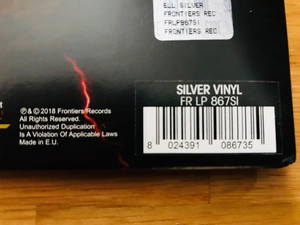 ELL SILVER
FRONTIERS REC
FRLP867SI
FRONTIERS REC
SILVER VINYL
FR LP 867SI
8 024391 086735
℗ & © 2018 Frontiers Records
All Rights Reserved.
Unauthorized Duplication
Is A Violation Of Applicable Laws
Made in E.U.